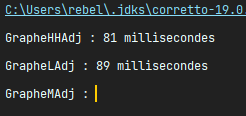 C:\Users\rebel\.jdks\corretto-19.0
GrapheHHAdj : 81 millisecondes
GrapheLAdj : 89 millisecondes
GrapheMAdj :